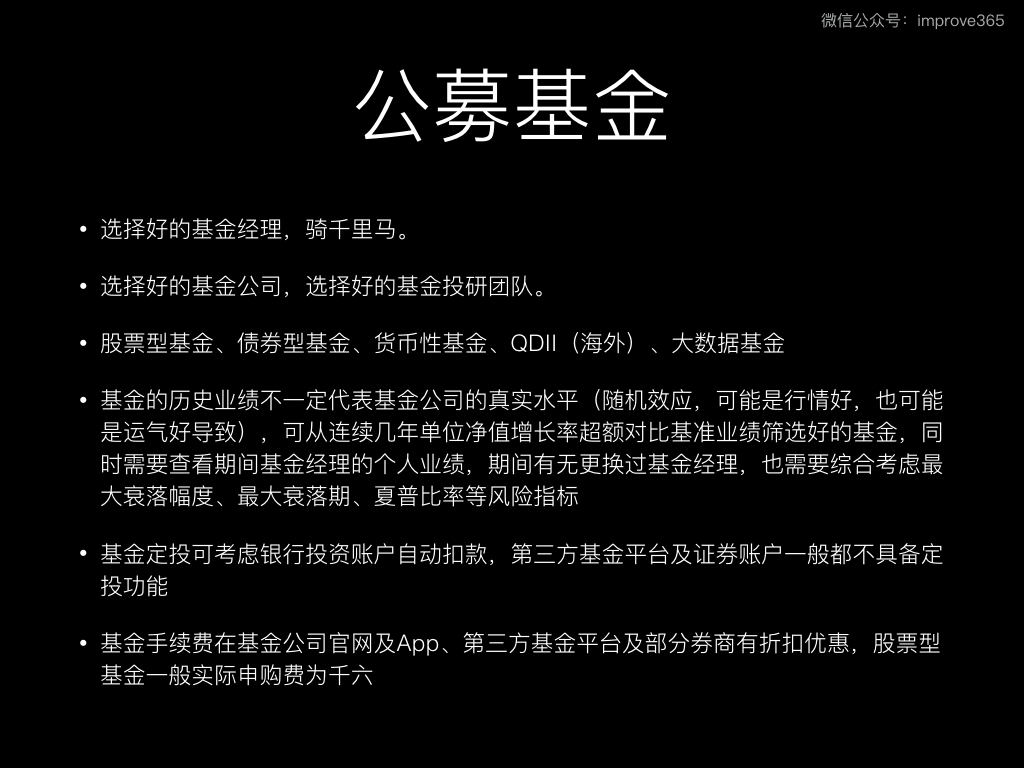 微信公众号：improve365
公募基金
• 选择好的基金经理，骑千里马。
• 选择好的基金公司，选择好的基金投研团队。
• 股票型基金、债券型基金、货币性基金、QDII（海外）、大数据基金
• 基金的历史业绩不一定代表基金公司的真实水平（随机效应，可能是行情好，也可能
是运气好导致），可从连续几年单位净值增长率超额对比基准业绩筛选好的基金，同
时需要查看期间基金经理的个人业绩，期间有无更换过基金经理，也需要综合考虑最
大衰落幅度、最大衰落期、夏普比率等风险指标
• 基金定投可考虑银行投资账户自动扣款，第三方基金平台及证券账户一般都不具备定
投功能
• 基金手续费在基金公司官网及App、第三方基金平台及部分券商有折扣优惠，股票型
基金一般实际申购费为千六